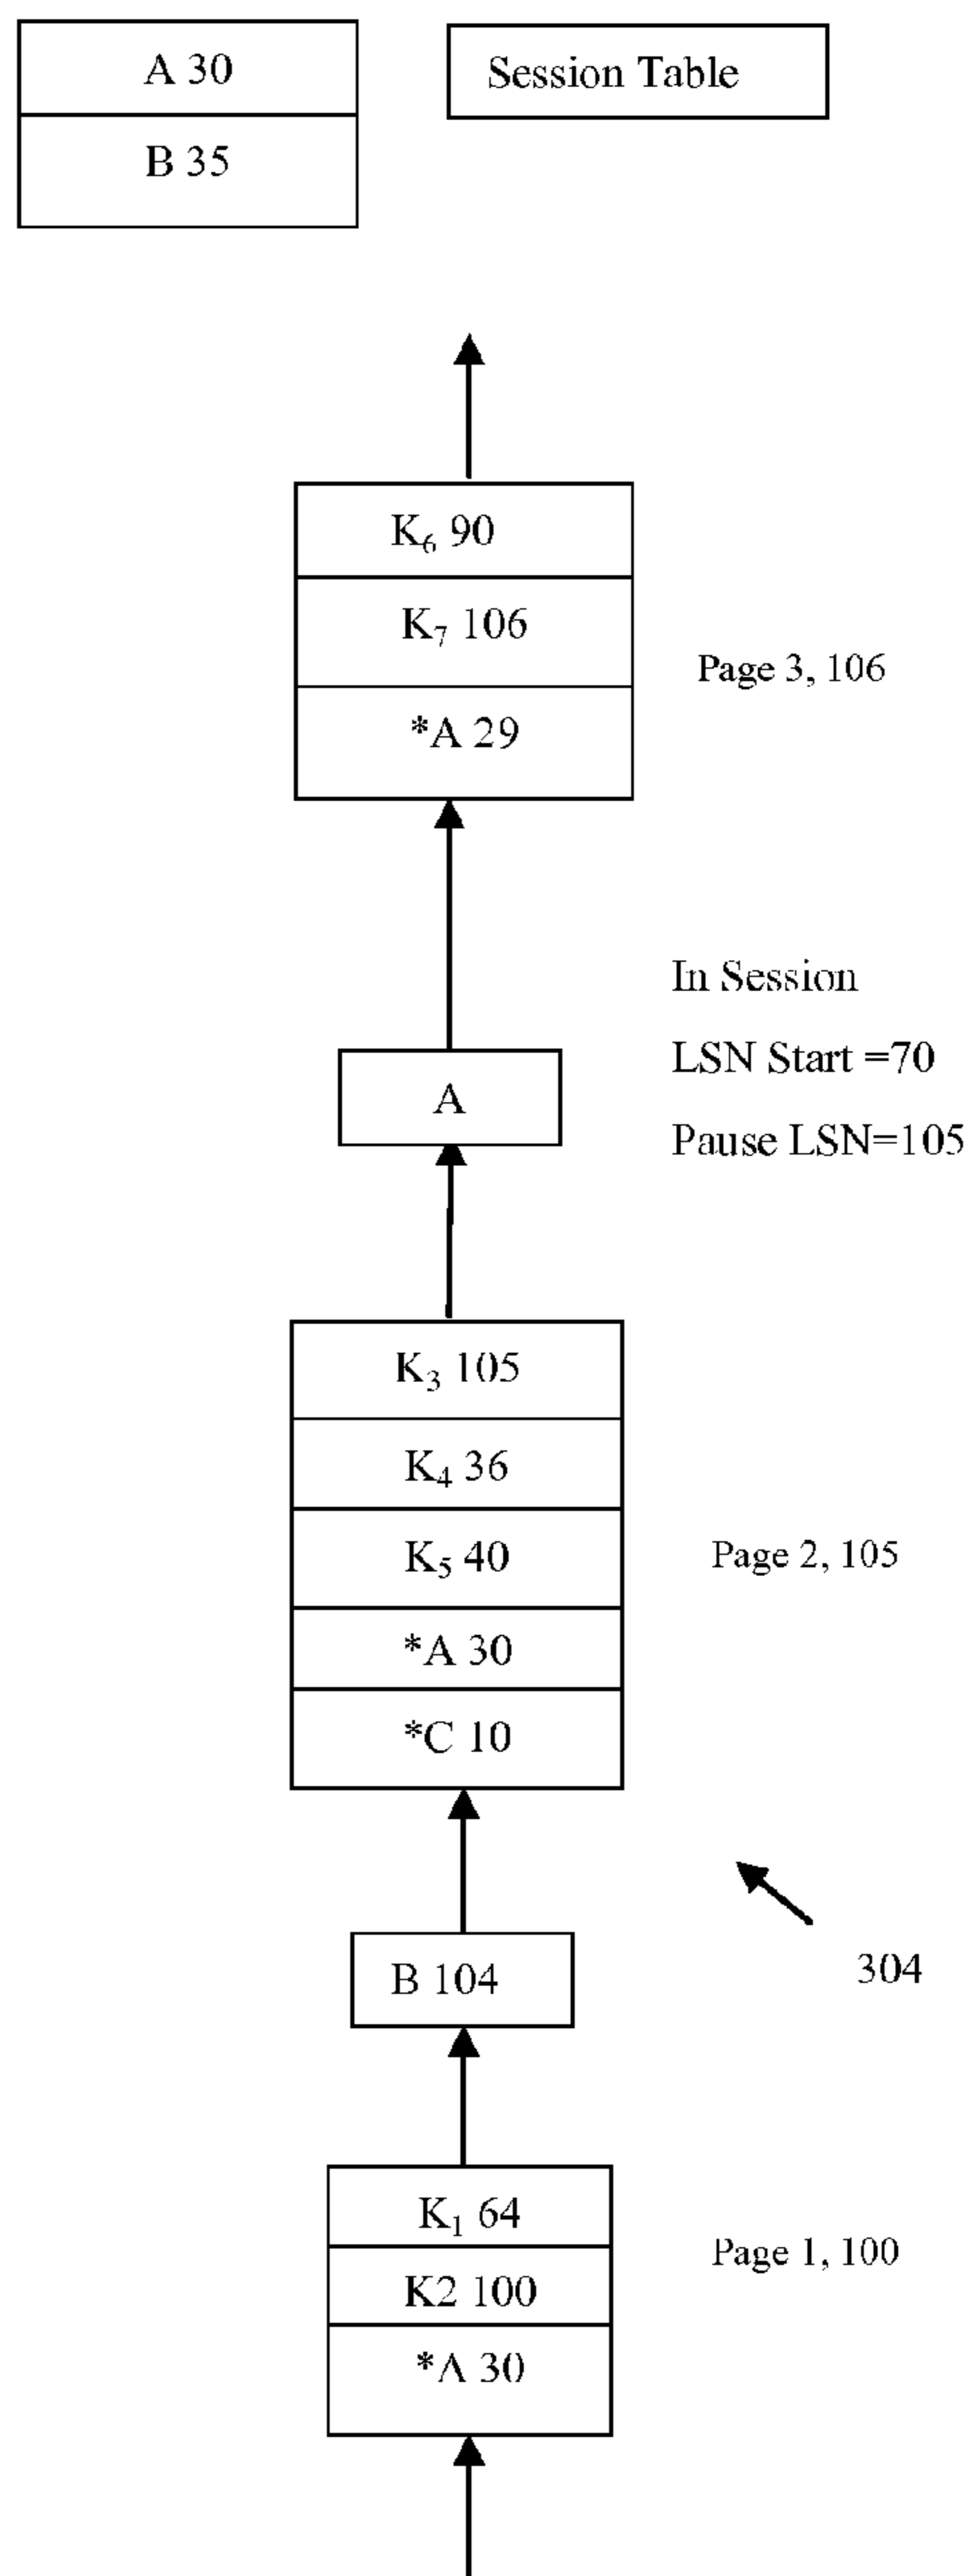 A 30
Session Table
B 35
K₆ 90
K₇ 106
Page 3, 106
*A 29
In Session
LSN Start =70
A
Pause LSN=105
K₃ 105
K₄ 36
K₅ 40
Page 2, 105
*A 30
*C 10
304
B 104
K₁ 64
Page 1, 100
K2 100
*A 30